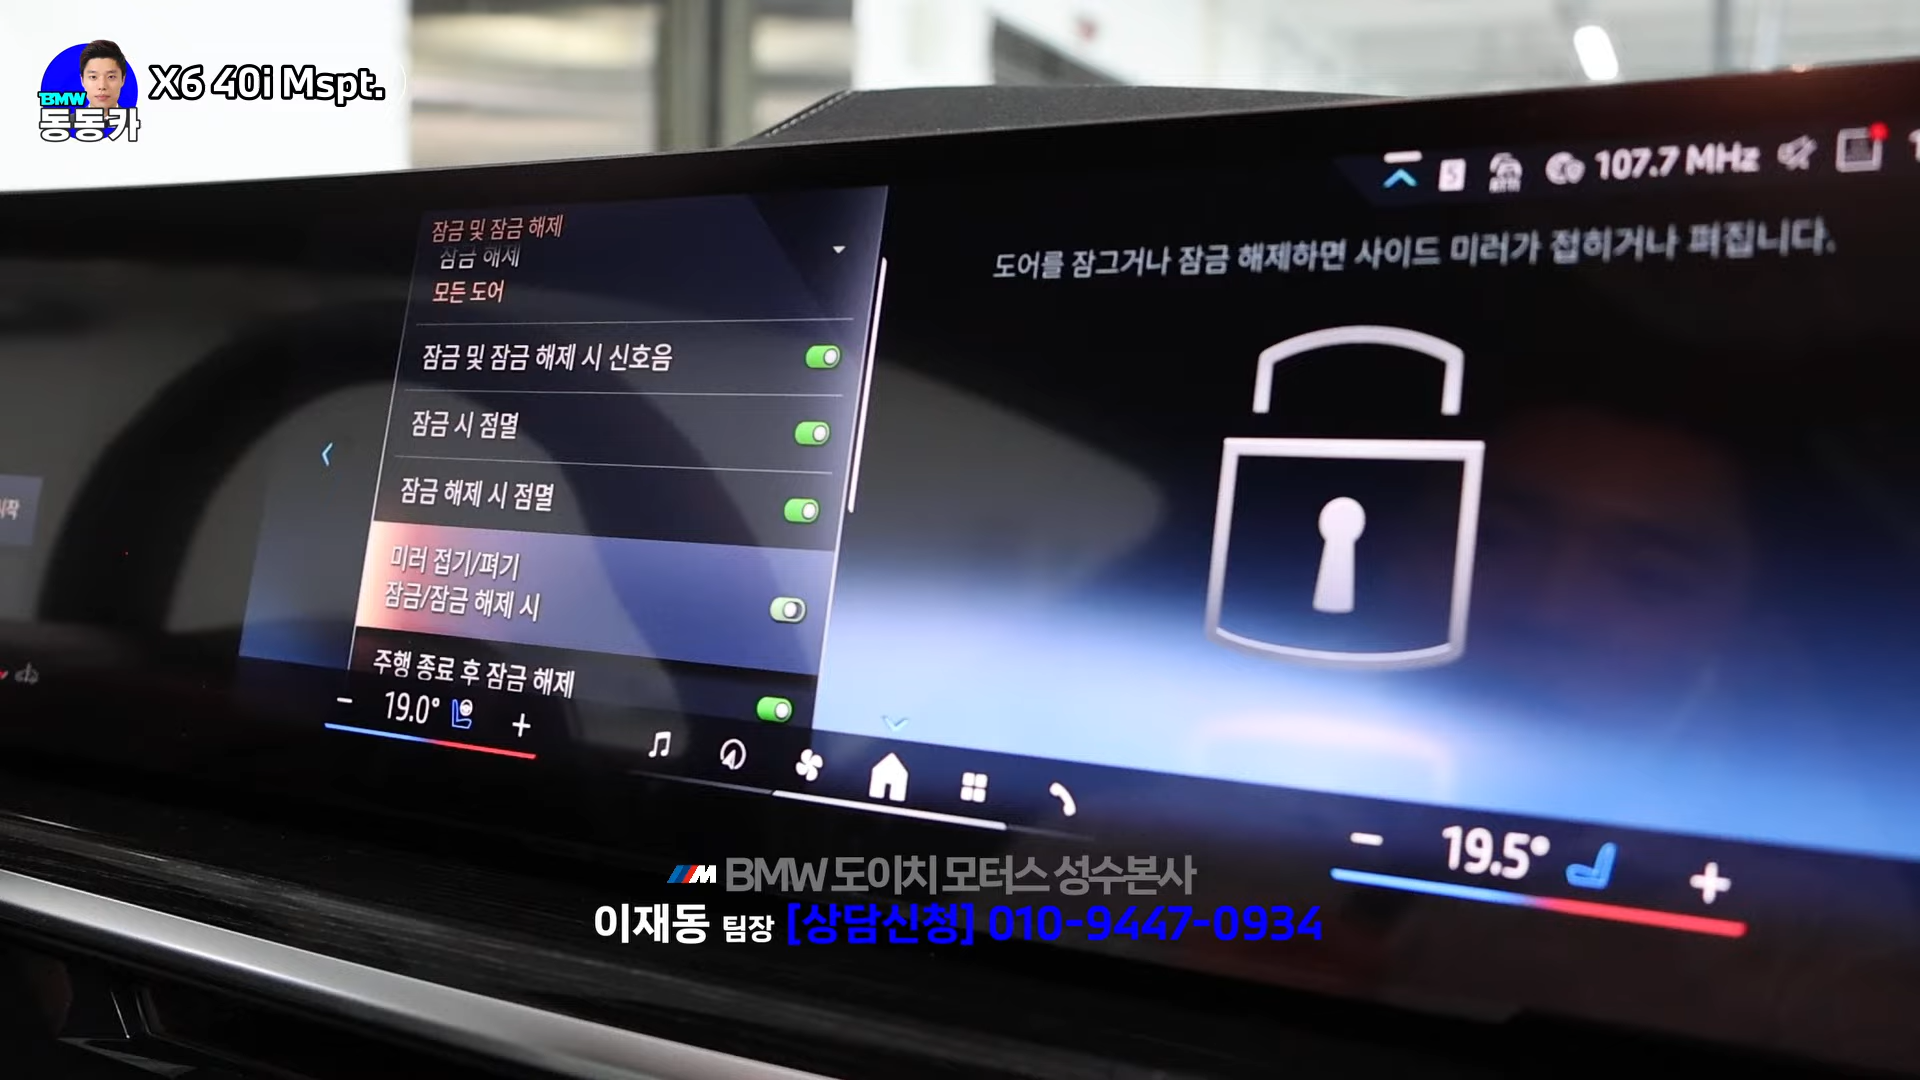 X6 40i Mspt.
BMW
동동카
107.7 MHz
잠금 및 잠금 해제
잠금 해제
모든 도어
도어를 잠그거나 잠금 해제하면 사이드 미러가 접히거나 펴집니다.
잠금 및 잠금 해제 시 신호음
잠금 시 점멸
잠금 해제 시 점멸
미러 접기/펴기
잠금/잠금 해제 시
주행 종료 후 잠금 해제
- 19.0° +
- 19.5° +
M BMW 도이치 모터스 성수본사
이재동 팀장 [상담신청] 010-9447-0934